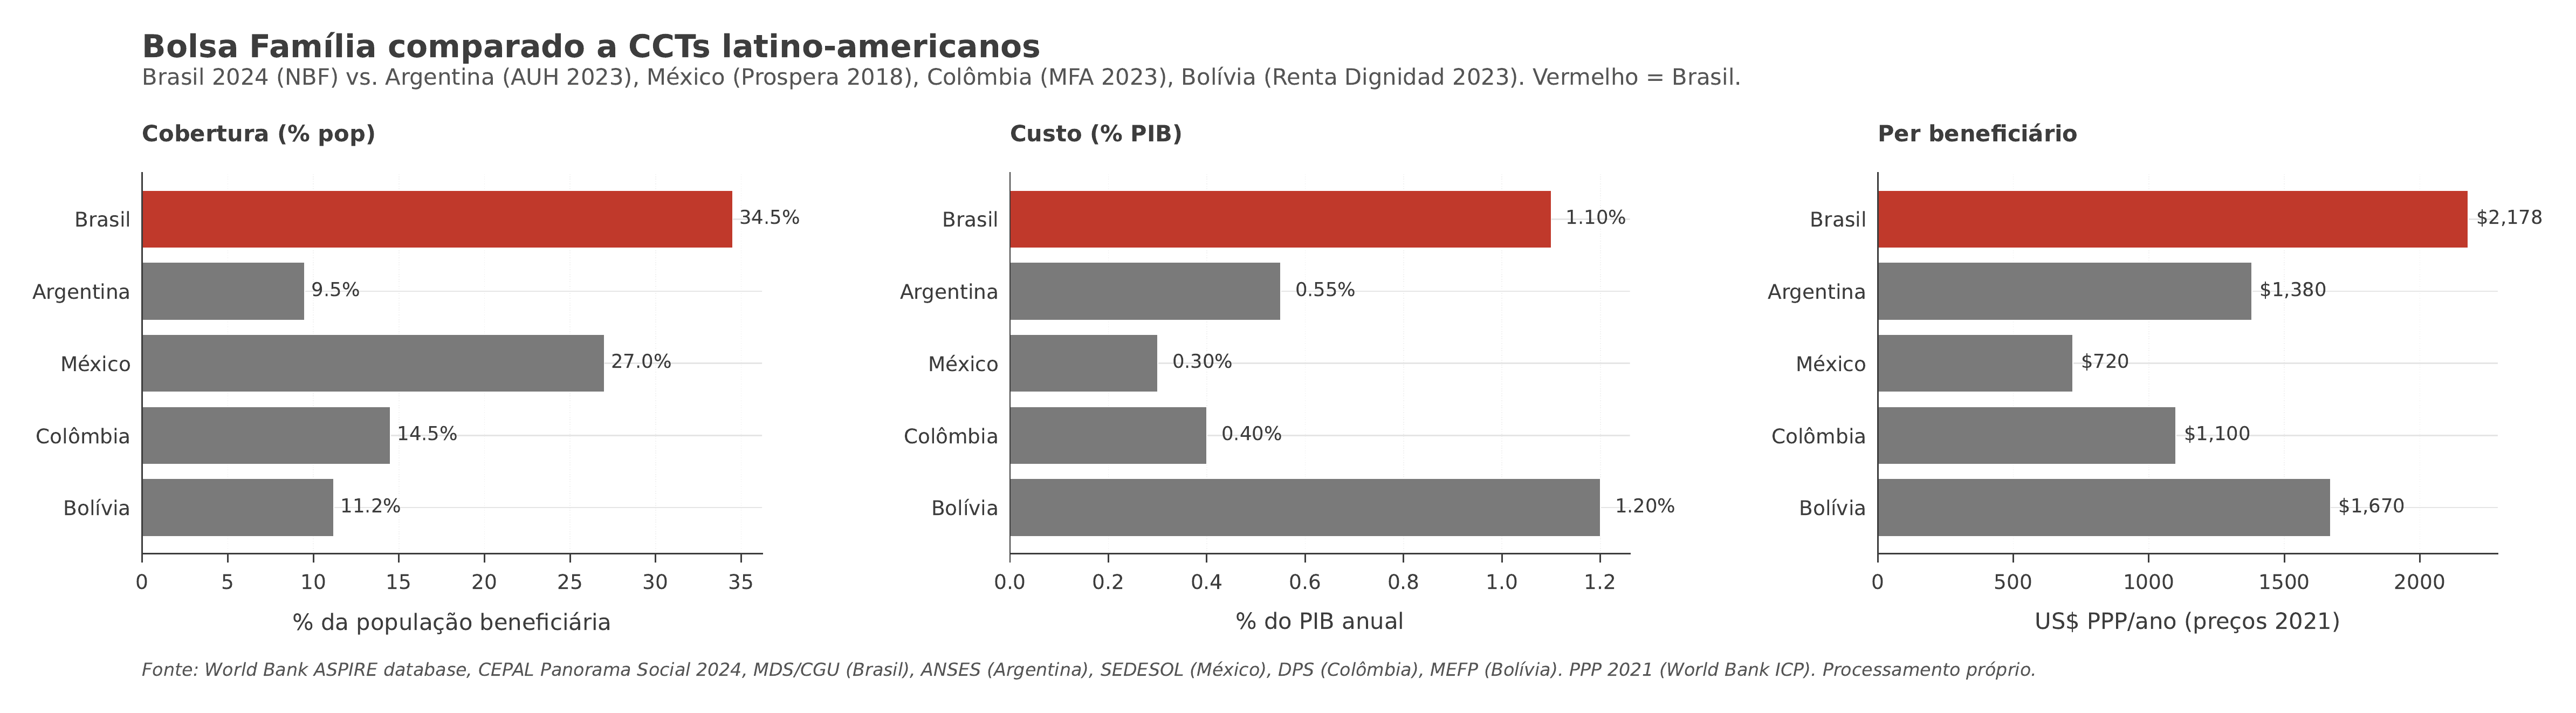 Bolsa Família comparado a CCTs latino-americanos
Brasil 2024 (NBF) vs. Argentina (AUH 2023), México (Prospera 2018), Colômbia (MFA 2023), Bolívia (Renta Dignidad 2023). Vermelho = Brasil.
Cobertura (% pop)
Brasil 34.5%
Argentina 9.5%
México 27.0%
Colômbia 14.5%
Bolívia 11.2%
0 5 10 15 20 25 30 35
% da população beneficiária
Custo (% PIB)
Brasil 1.10%
Argentina 0.55%
México 0.30%
Colômbia 0.40%
Bolívia 1.20%
0.0 0.2 0.4 0.6 0.8 1.0 1.2
% do PIB anual
Per beneficiário
Brasil $2,178
Argentina $1,380
México $720
Colômbia $1,100
Bolívia $1,670
0 500 1000 1500 2000
US$ PPP/ano (preços 2021)
Fonte: World Bank ASPIRE database, CEPAL Panorama Social 2024, MDS/CGU (Brasil), ANSES (Argentina), SEDESOL (México), DPS (Colômbia), MEFP (Bolívia). PPP 2021 (World Bank ICP). Processamento próprio.